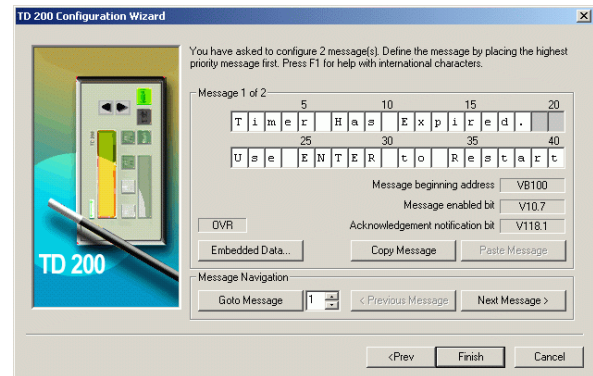 TD 200 Configuration Wizard
You have asked to configure 2 message(s). Define the message by placing the highest
priority message first. Press F1 for help with international characters.
Message 1 of 2
5 10 15 20
Timer Has Expired.
25 30 35 40
Use ENTER to Restart
Message beginning address VB100
Message enabled bit V10.7
OVR Acknowledgement notification bit V118.1
Embedded Data... Copy Message Paste Message
Message Navigation
Goto Message 1 < Previous Message Next Message >
TD 200
TD 200
<Prev Finish Cancel